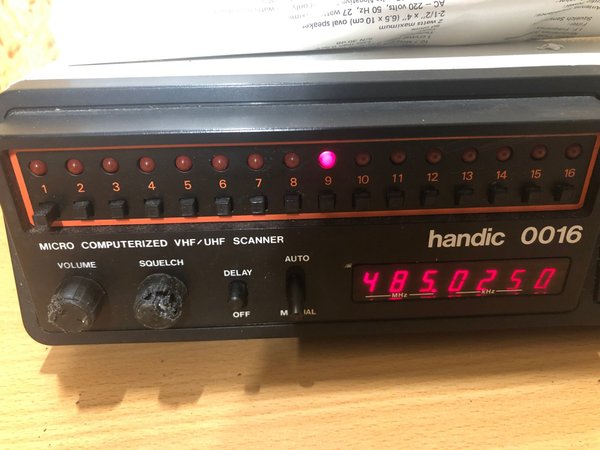 AC – 220 volts, 50 Hz, 27 w
2-1/2" × 4" (6.5 × 10 cm) oval speaker
2 watts maximum
1 2 3 4 5 6 7 8 9 10 11 12 13 14 15 16
MICRO COMPUTERIZED VHF/UHF SCANNER
handic 0016
VOLUME
SQUELCH
DELAY
OFF
AUTO
485.0250
MHz
kHz